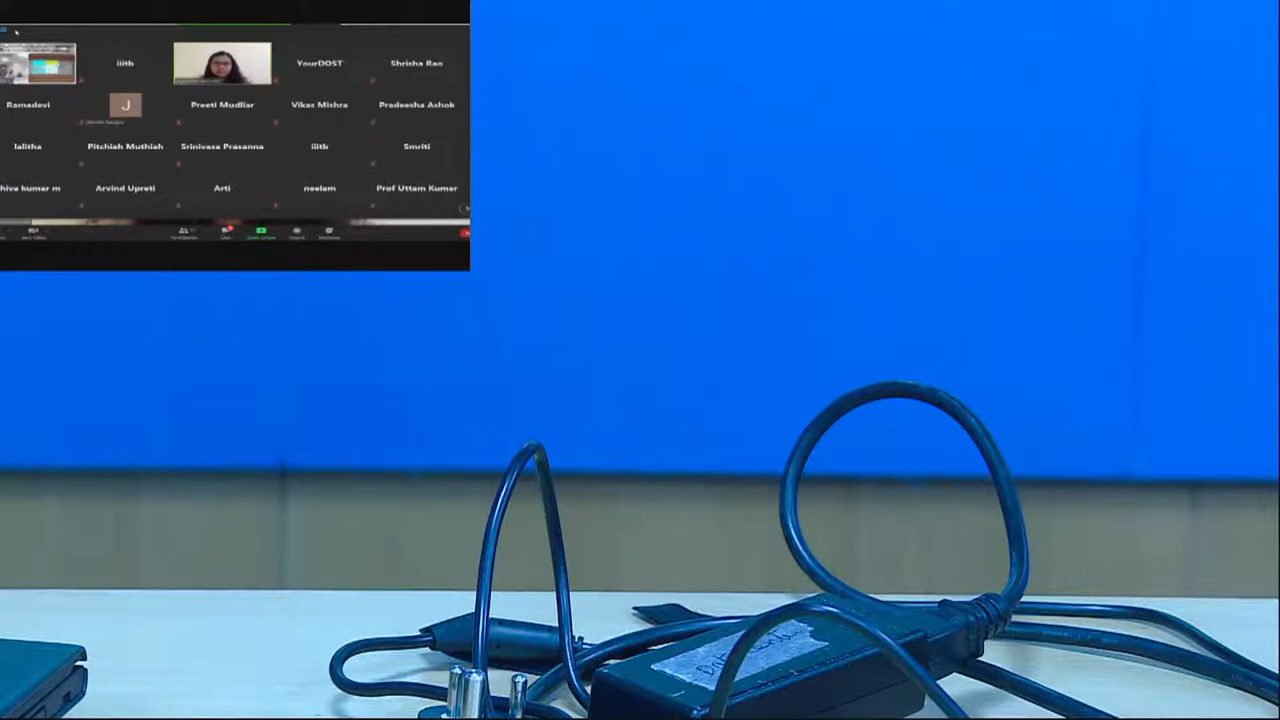 iiitb
YourDOST
Shrisha Rao
Ramadevi
J
Preeti Mudliar
Vikas Mishra
Pradeesha Ashok
lalitha
Pitchiah Muthiah
Srinivasa Prasanna
iiitb
Smriti
hiva kumar m
Arvind Upreti
Arti
neelam
Prof Uttam Kumar